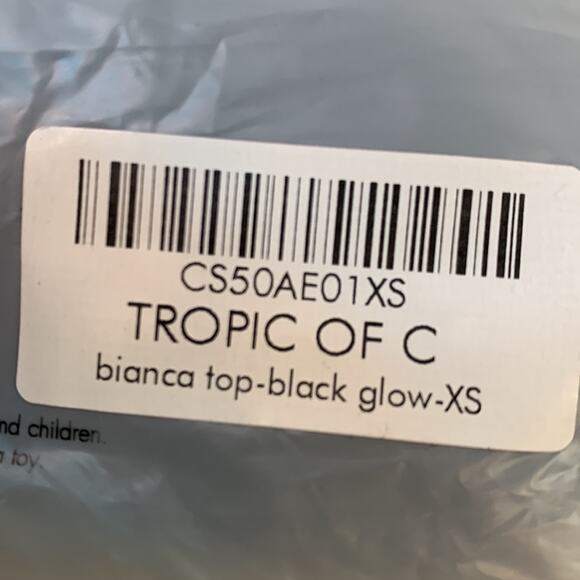 CS50AE01XS
TROPIC OF C
bianca top-black glow-XS
nd children.
a toy.